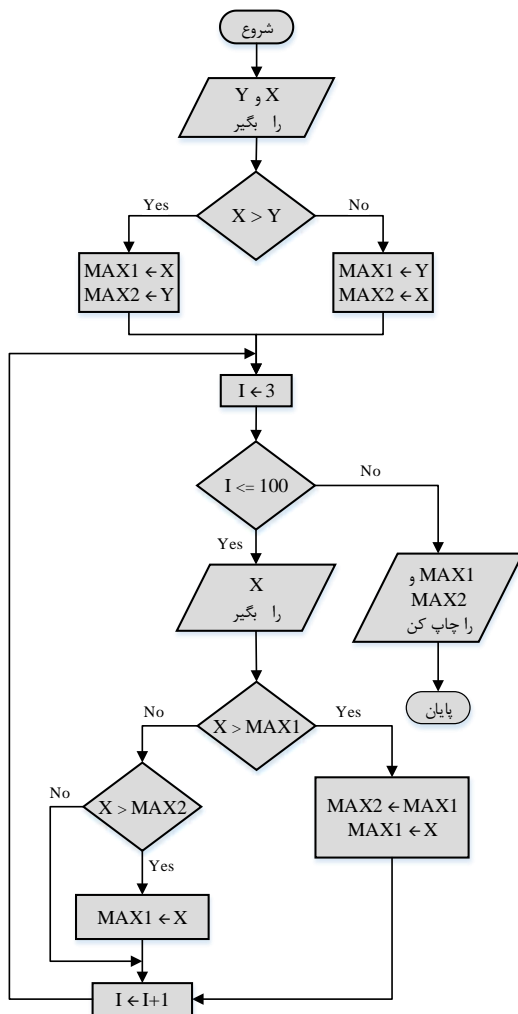 شروع
X و Y
را بگیر
X > Y
Yes
No
MAX1 ← X
MAX2 ← Y
MAX1 ← Y
MAX2 ← X
I ← 3
I <= 100
No
Yes
X
را بگیر
MAX1 و
MAX2
را چاپ کن
پایان
X > MAX1
No
Yes
X > MAX2
No
Yes
MAX2 ← MAX1
MAX1 ← X
MAX1 ← X
I ← I+1